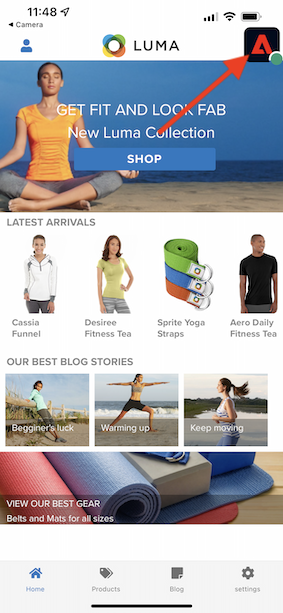 11:48
Camera
LUMA
GET FIT AND LOOK FAB
New Luma Collection
SHOP
LATEST ARRIVALS
Cassia
Funnel
Desiree
Fitness Tea
Sprite Yoga
Straps
Aero Daily
Fitness Tea
OUR BEST BLOG STORIES
Begginer's luck
Warming up
Keep moving
VIEW OUR BEST GEAR
Belts and Mats for all sizes
Home
Products
Blog
settings